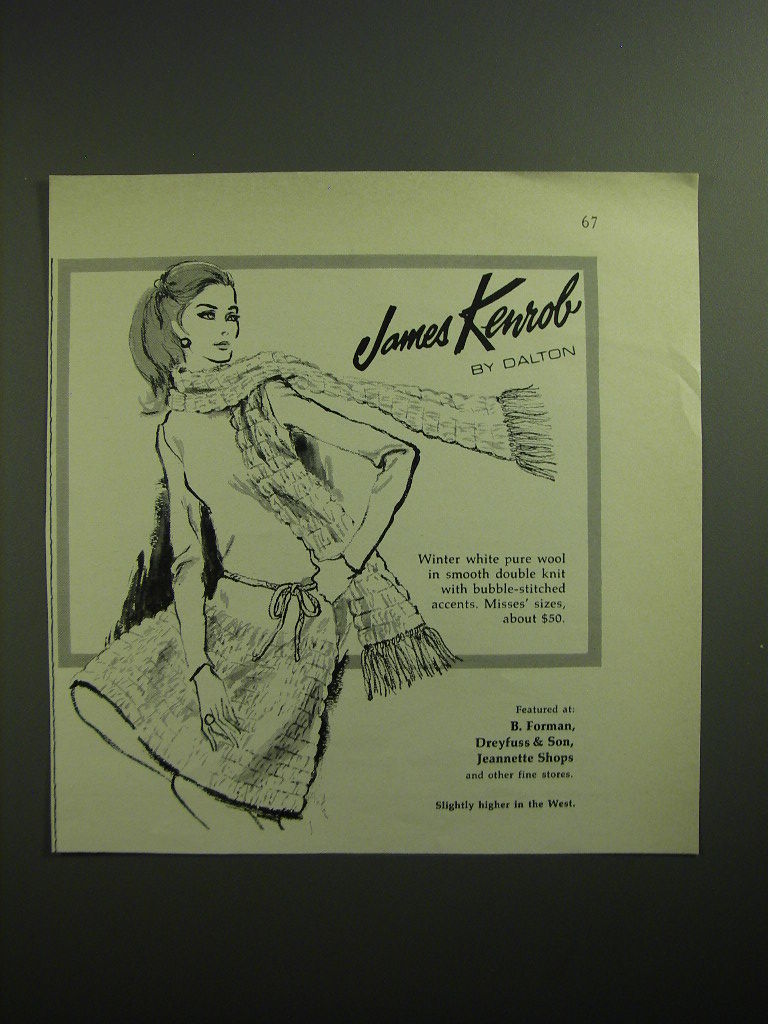 67
James Kenrob
BY DALTON
Winter white pure wool
in smooth double knit
with bubble-stitched
accents. Misses' sizes,
about $50.
Featured at:
B. Forman,
Dreyfuss & Son,
Jeannette Shops
and other fine stores.
Slightly higher in the West.